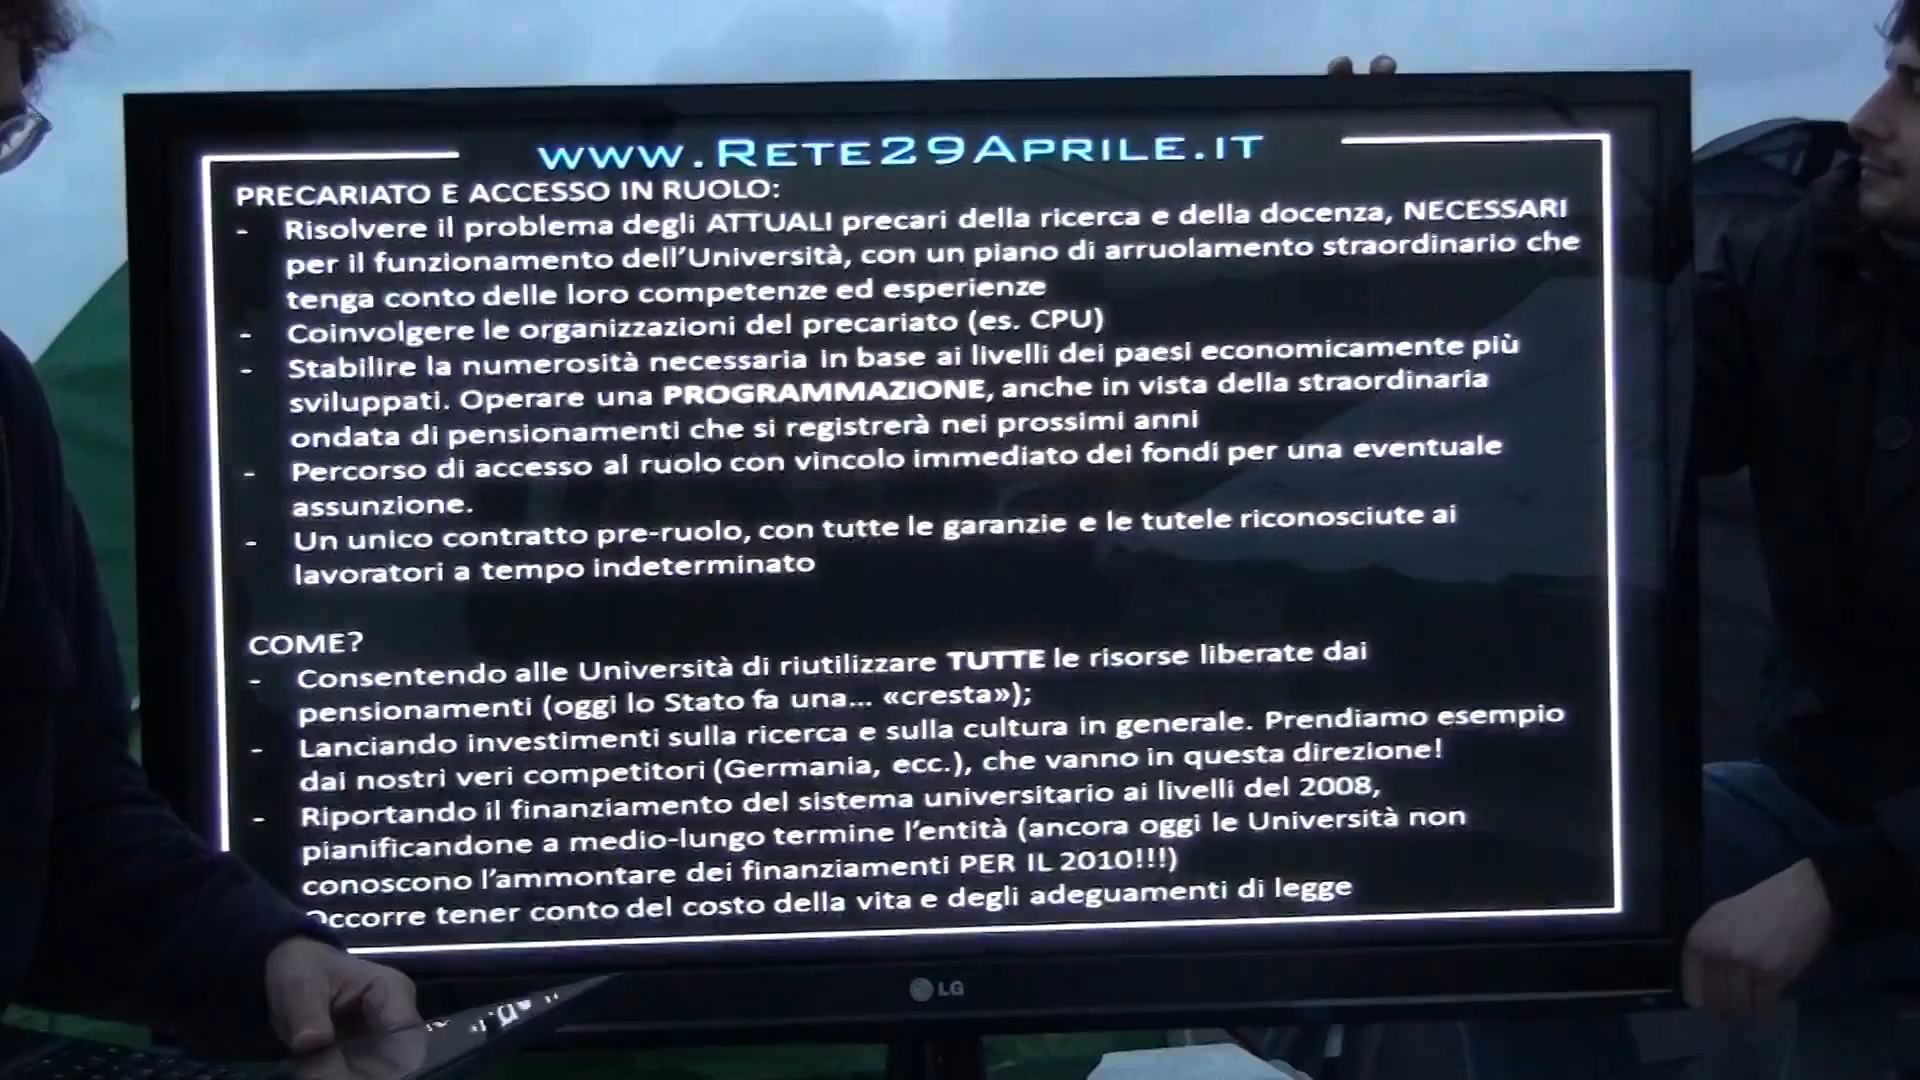 www.Rete29Aprile.it
PRECARIATO E ACCESSO IN RUOLO:
- Risolvere il problema degli ATTUALI precari della ricerca e della docenza, NECESSARI
per il funzionamento dell'Università, con un piano di arruolamento straordinario che
tenga conto delle loro competenze ed esperienze
- Coinvolgere le organizzazioni del precariato (es. CPU)
- Stabilire la numerosità necessaria in base ai livelli dei paesi economicamente più
sviluppati. Operare una PROGRAMMAZIONE, anche in vista della straordinaria
ondata di pensionamenti che si registrerà nei prossimi anni
- Percorso di accesso al ruolo con vincolo immediato dei fondi per una eventuale
assunzione.
- Un unico contratto pre-ruolo, con tutte le garanzie e le tutele riconosciute ai
lavoratori a tempo indeterminato
COME?
- Consentendo alle Università di riutilizzare TUTTE le risorse liberate dai
pensionamenti (oggi lo Stato fa una... «cresta»);
- Lanciando investimenti sulla ricerca e sulla cultura in generale. Prendiamo esempio
dai nostri veri competitori (Germania, ecc.), che vanno in questa direzione!
- Riportando il finanziamento del sistema universitario ai livelli del 2008,
pianificandone a medio-lungo termine l'entità (ancora oggi le Università non
conoscono l'ammontare dei finanziamenti PER IL 2010!!!)
Occorre tener conto del costo della vita e degli adeguamenti di legge
LG